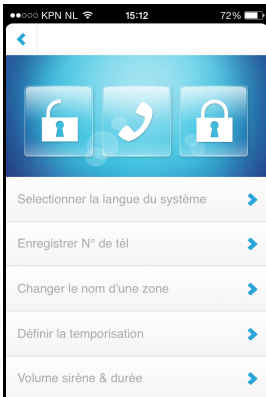 KPN NL 15:12 72%
Selectionner la langue du système
Enregistrer N° de tél
Changer le nom d'une zone
Définir la temporisation
Volume sirène & durée